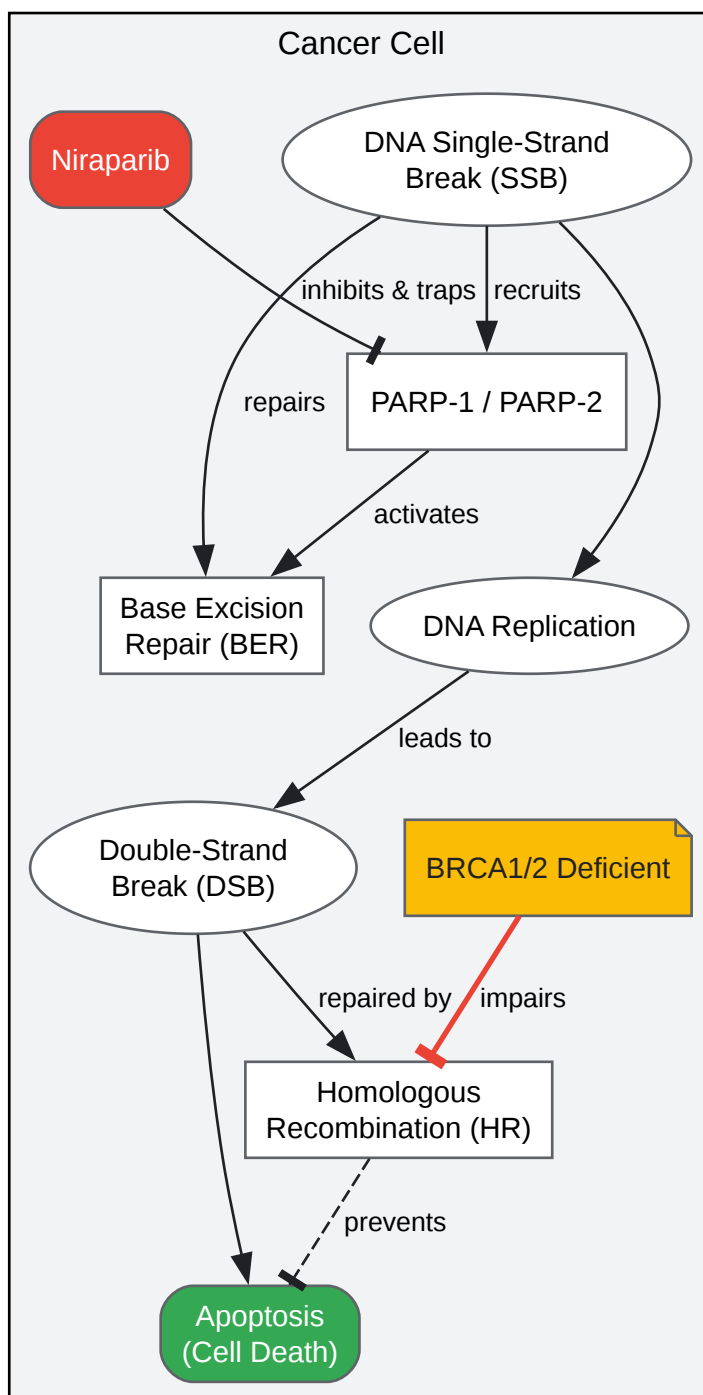 Cancer Cell
Niraparib
DNA Single-Strand
Break (SSB)
inhibits & traps
recruits
repairs
PARP-1 / PARP-2
activates
Base Excision
Repair (BER)
DNA Replication
leads to
Double-Strand
Break (DSB)
BRCA1/2 Deficient
repaired by
impairs
Homologous
Recombination (HR)
prevents
Apoptosis
(Cell Death)